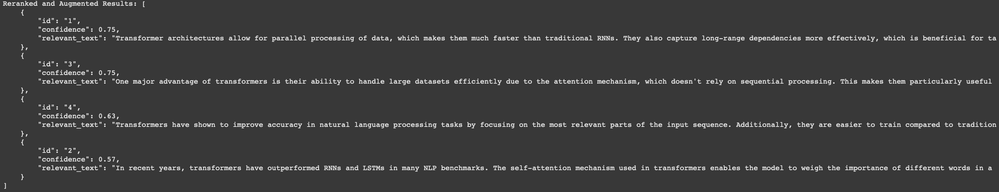 Reranked and Augmented Results: [
    {
        "id": "1",
        "confidence": 0.75,
        "relevant_text": "Transformer architectures allow for parallel processing of data, which makes them much faster than traditional RNNs. They also capture long-range dependencies more effectively, which is beneficial for ta
    },
    {
        "id": "3",
        "confidence": 0.75,
        "relevant_text": "One major advantage of transformers is their ability to handle large datasets efficiently due to the attention mechanism, which doesn't rely on sequential processing. This makes them particularly useful
    },
    {
        "id": "4",
        "confidence": 0.63,
        "relevant_text": "Transformers have shown to improve accuracy in natural language processing tasks by focusing on the most relevant parts of the input sequence. Additionally, they are easier to train compared to tradition
    },
    {
        "id": "2",
        "confidence": 0.57,
        "relevant_text": "In recent years, transformers have outperformed RNNs and LSTMs in many NLP benchmarks. The self-attention mechanism used in transformers enables the model to weigh the importance of different words in a
    }
]